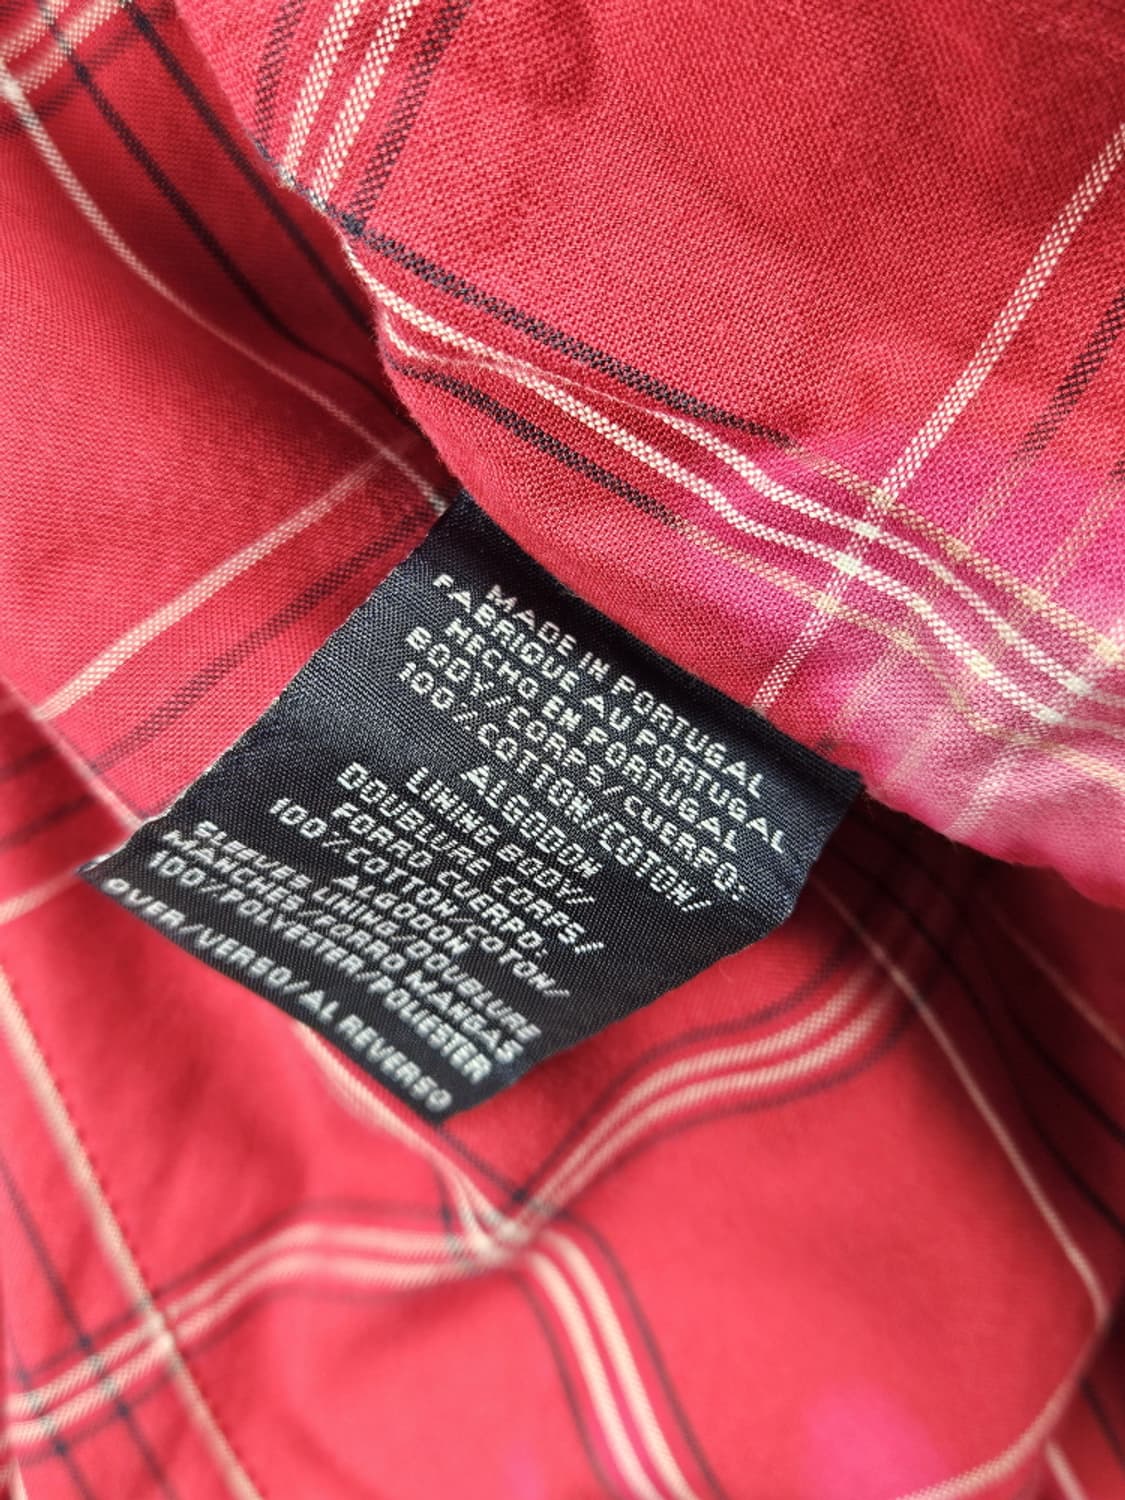 MADE IN PORTUGAL
FABRIQUE AU PORTUGAL
HECHO EN PORTUGAL
BODY/CORPS/CUERPO:
100%COTTON/COTON/
ALGODON
LINING BODY/
DOUBLURE CORPS/
FORRO CUERPO.
100%COTTON/COTON/
ALGODON
SLEEVES LINING/DOUBLURE
MANCHES/FORRO MANGAS
100%POLYESTER/POLIESTER
OVER/VERSO/AL REVERSO